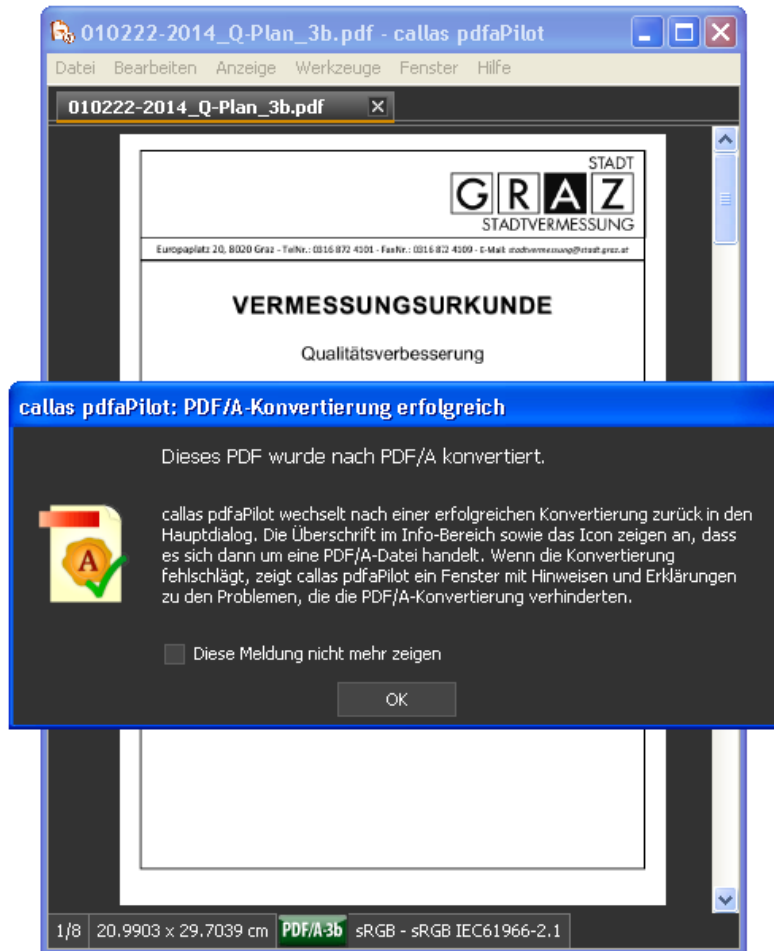 010222-2014_Q-Plan_3b.pdf - callas pdfaPilot
Datei Bearbeiten Anzeige Werkzeuge Fenster Hilfe
010222-2014_Q-Plan_3b.pdf
STADT
GRAZ
STADTVERMESSUNG
Europaplatz 20, 8020 Graz - TelNr.: 0316 872 4101 - FaxNr.: 0316 872 4109 - E-Mail: stadtvermessung@stadt.graz.at
VERMESSUNGSURKUNDE
Qualitätsverbesserung
callas pdfaPilot: PDF/A-Konvertierung erfolgreich
Dieses PDF wurde nach PDF/A konvertiert.
callas pdfaPilot wechselt nach einer erfolgreichen Konvertierung zurück in den
Hauptdialog. Die Überschrift im Info-Bereich sowie das Icon zeigen an, dass
es sich dann um eine PDF/A-Datei handelt. Wenn die Konvertierung
fehlschlägt, zeigt callas pdfaPilot ein Fenster mit Hinweisen und Erklärungen
zu den Problemen, die die PDF/A-Konvertierung verhinderten.
A
Diese Meldung nicht mehr zeigen
OK
1/8 20.9903 x 29.7039 cm PDF/A-3b sRGB - sRGB IEC61966-2.1